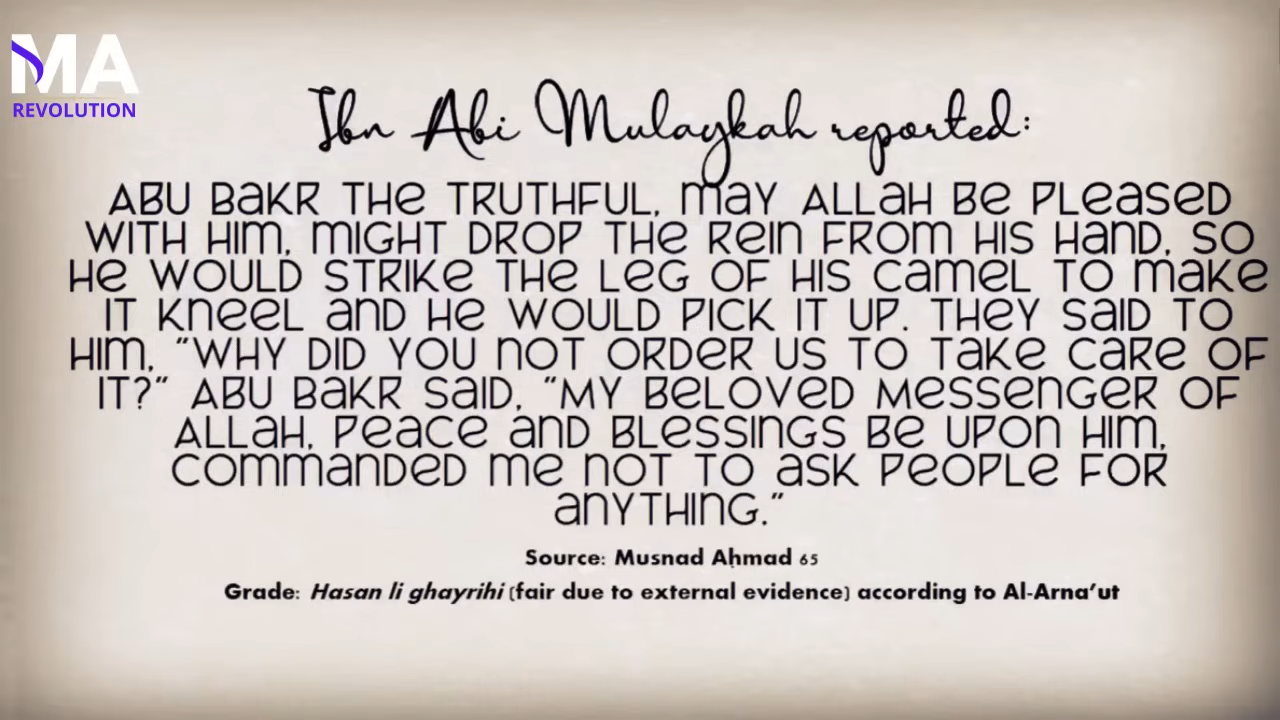 MA
REVOLUTION
Ibn Abi Mulaykah reported:
ABU BAKR THE TRUTHFUL, MAY ALLAH BE PLEASED
WITH HIM, MIGHT DROP THE REIN FROM HIS HAND, SO
HE WOULD STRIKE THE LEG OF HIS CAMEL TO MAKE
IT KNEEL AND HE WOULD PICK IT UP. THEY SAID TO
HIM, "WHY DID YOU NOT ORDER US TO TAKE CARE OF
IT?" ABU BAKR SAID, "MY BELOVED MESSENGER OF
ALLAH, PEACE AND BLESSINGS BE UPON HIM,
COMMANDED ME NOT TO ASK PEOPLE FOR
ANYTHING."
Source: Musnad Aḥmad 65
Grade: Hasan li ghayrihi (fair due to external evidence) according to Al-Arna'ut